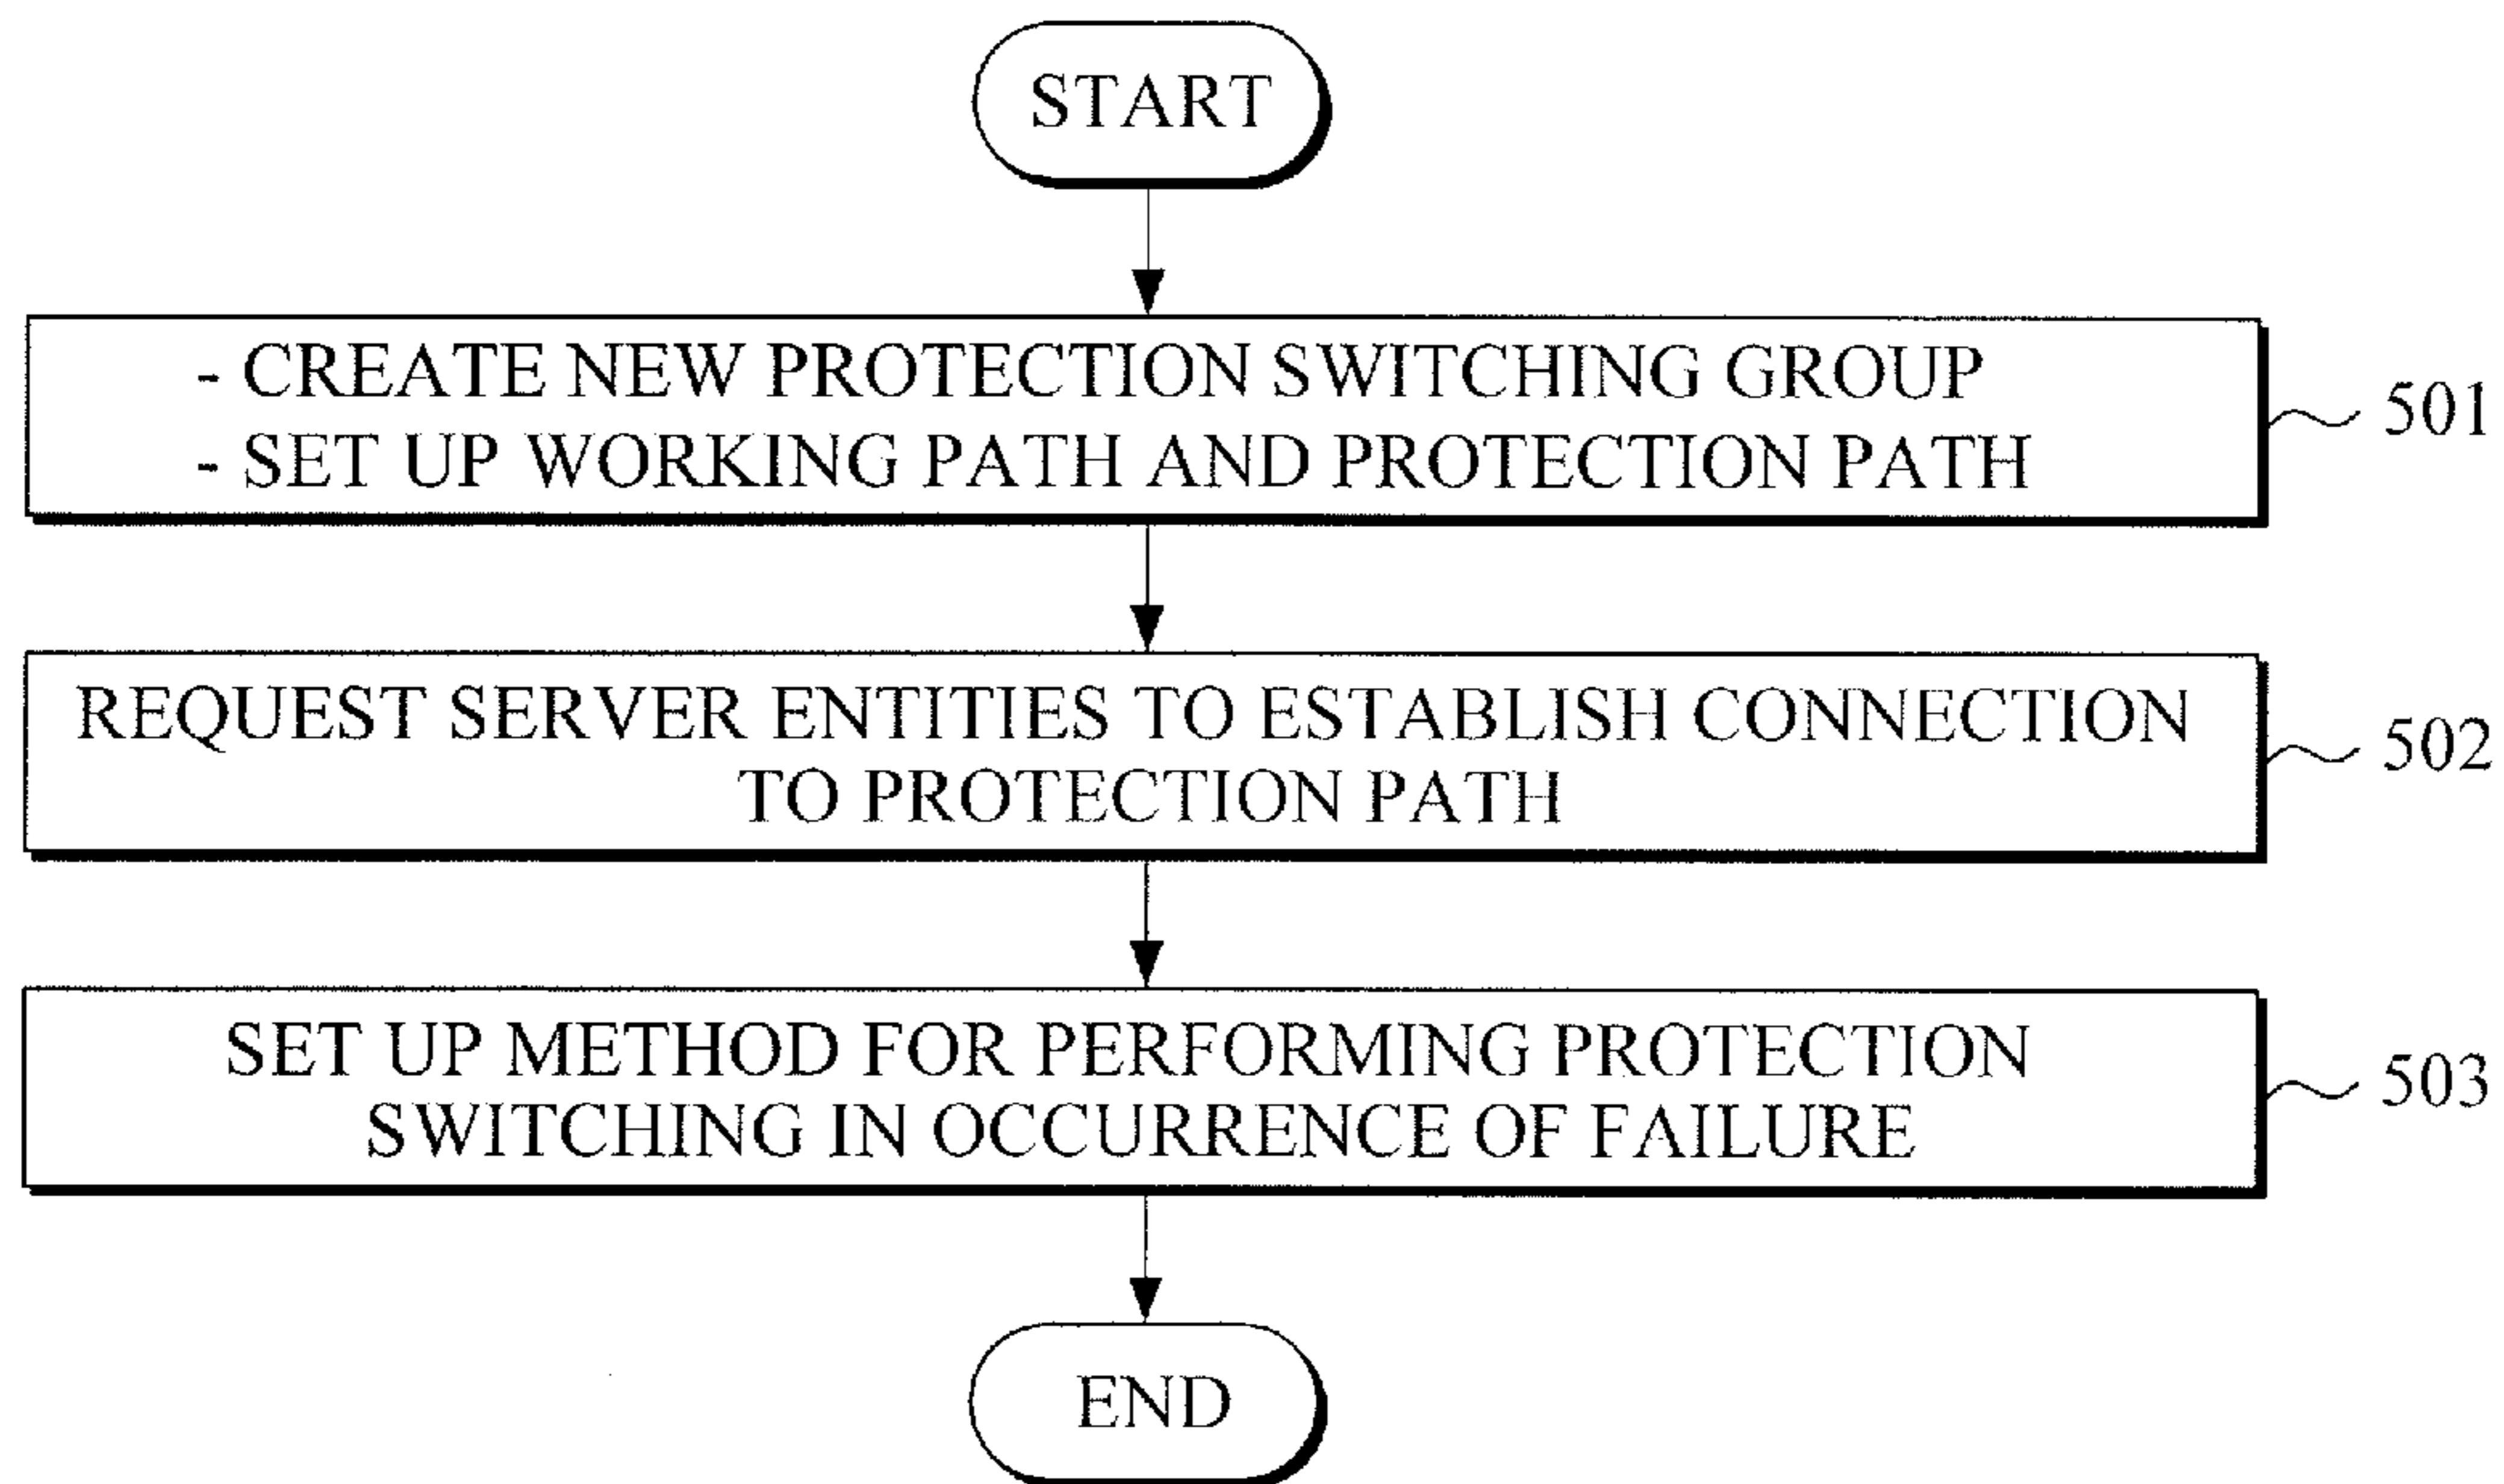 START
- CREATE NEW PROTECTION SWITCHING GROUP
- SET UP WORKING PATH AND PROTECTION PATH
501
REQUEST SERVER ENTITIES TO ESTABLISH CONNECTION
TO PROTECTION PATH
502
SET UP METHOD FOR PERFORMING PROTECTION
SWITCHING IN OCCURRENCE OF FAILURE
503
END